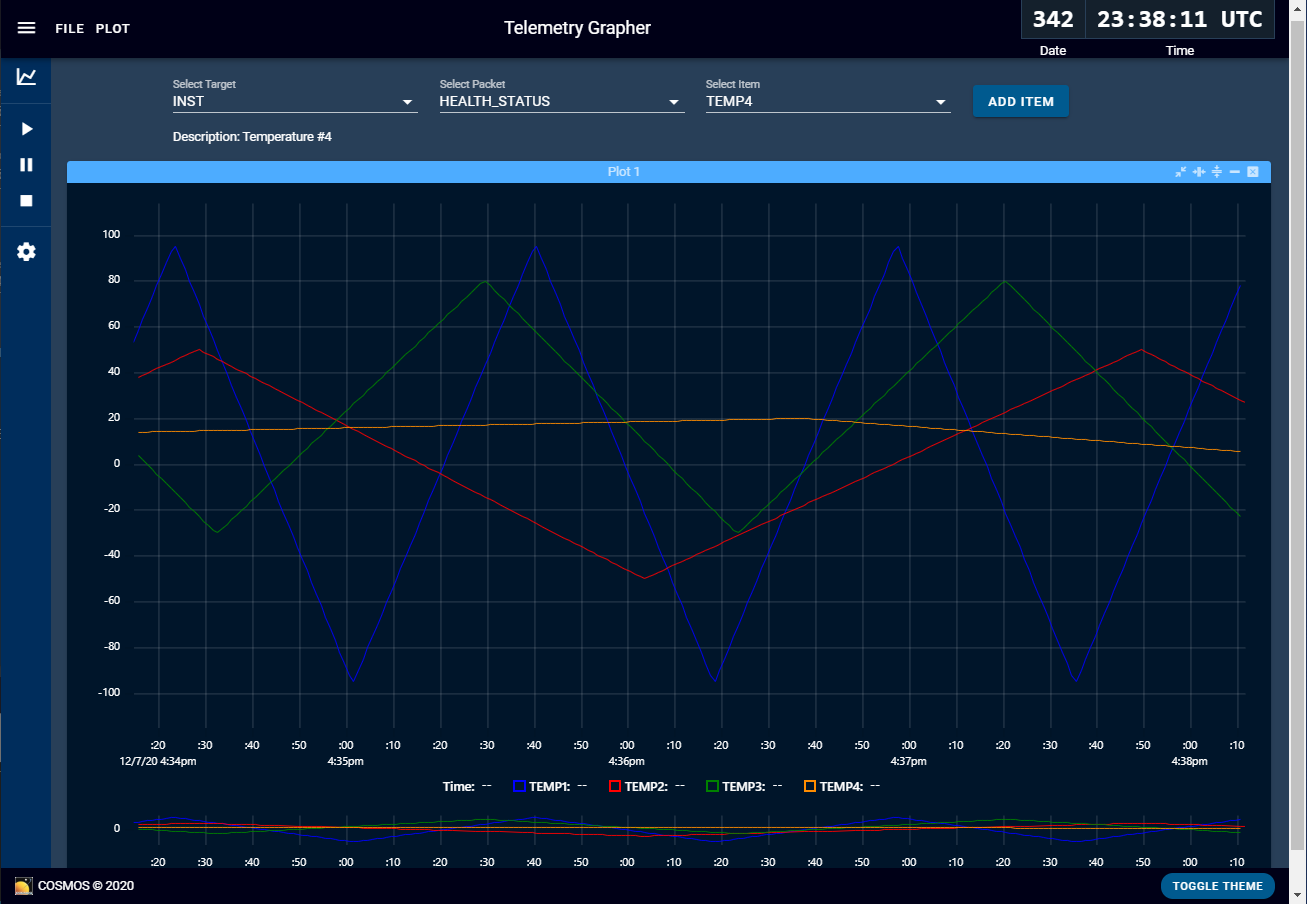 FILE PLOT Telemetry Grapher 342 23:38:11 UTC
Date Time
Select Target Select Packet Select Item
INST HEALTH_STATUS TEMP4 ADD ITEM
Description: Temperature #4
Plot 1
100
80
60
40
20
0
-20
-40
-60
-80
-100
:20 :30 :40 :50 :00 :10 :20 :30 :40 :50 :00 :10 :20 :30 :40 :50 :00 :10 :20 :30 :40 :50 :00 :10
12/7/20 4:34pm 4:35pm 4:36pm 4:37pm 4:38pm
Time: -- TEMP1: -- TEMP2: -- TEMP3: -- TEMP4: --
0
:20 :30 :40 :50 :00 :10 :20 :30 :40 :50 :00 :10 :20 :30 :40 :50 :00 :10 :20 :30 :40 :50 :00 :10
COSMOS © 2020 TOGGLE THEME